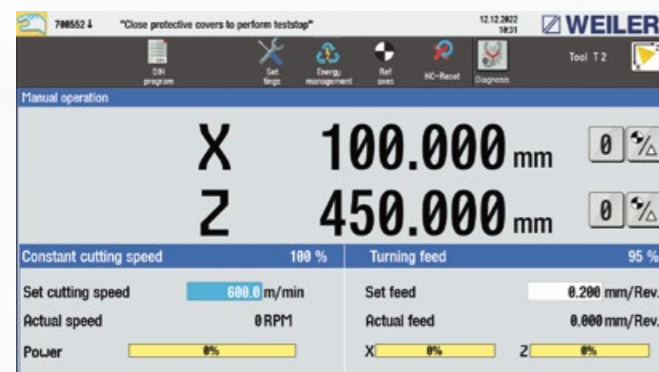 700552 ↓ "Close protective covers to perform teststop" 12.12.2022 10:31 WEILER
DIN program Set tings Energy management Ref axes NC-Reset Diagnosis Tool T 2
Manual operation
X 100.000 mm 0
Z 450.000 mm 0
Constant cutting speed 100 % Turning feed 95 %
Set cutting speed 600.0 m/min Set feed 0.200 mm/Rev.
Actual speed 0 RPM Actual feed 0.000 mm/Rev.
Power 0% X 0% Z 0%